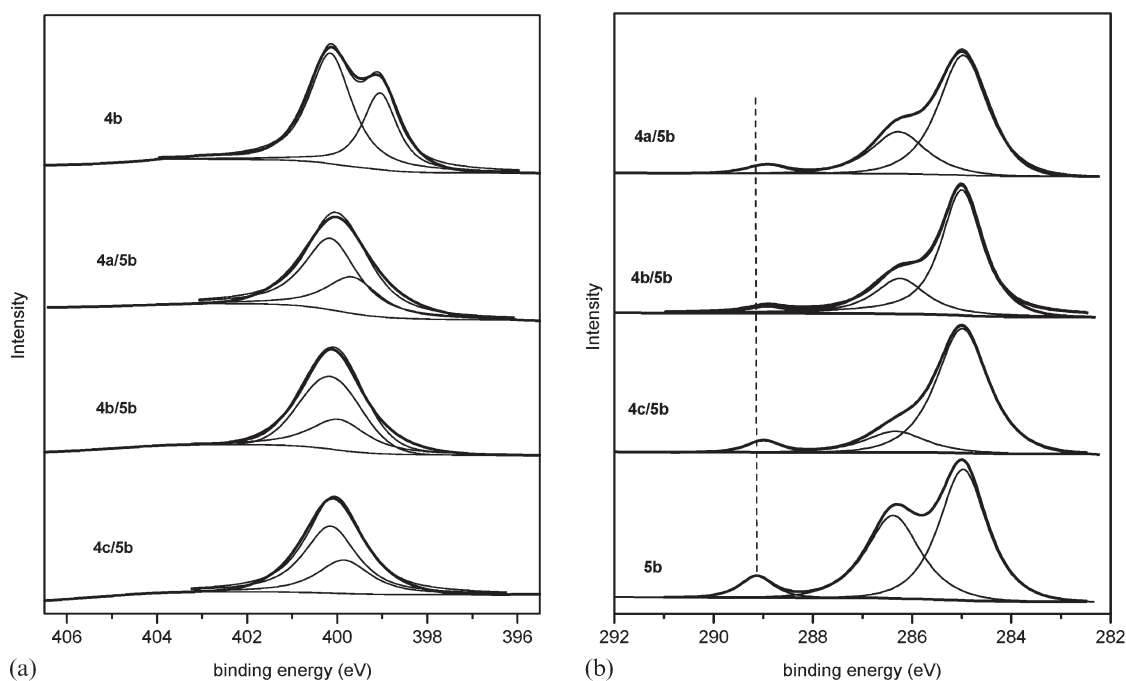 4b
4a/5b
4b/5b
4c/5b
Intensity
406 404 402 400 398 396
binding energy (eV)
(a)
4a/5b
4b/5b
4c/5b
5b
Intensity
292 290 288 286 284 282
binding energy (eV)
(b)